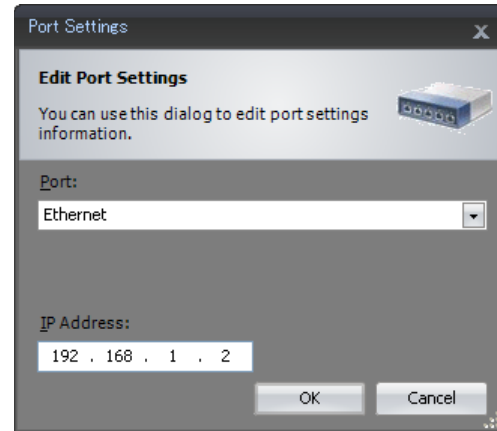 Port Settings
x
Edit Port Settings
You can use this dialog to edit port settings
information.
Port:
Ethernet
IP Address:
192 . 168 . 1 . 2
OK
Cancel